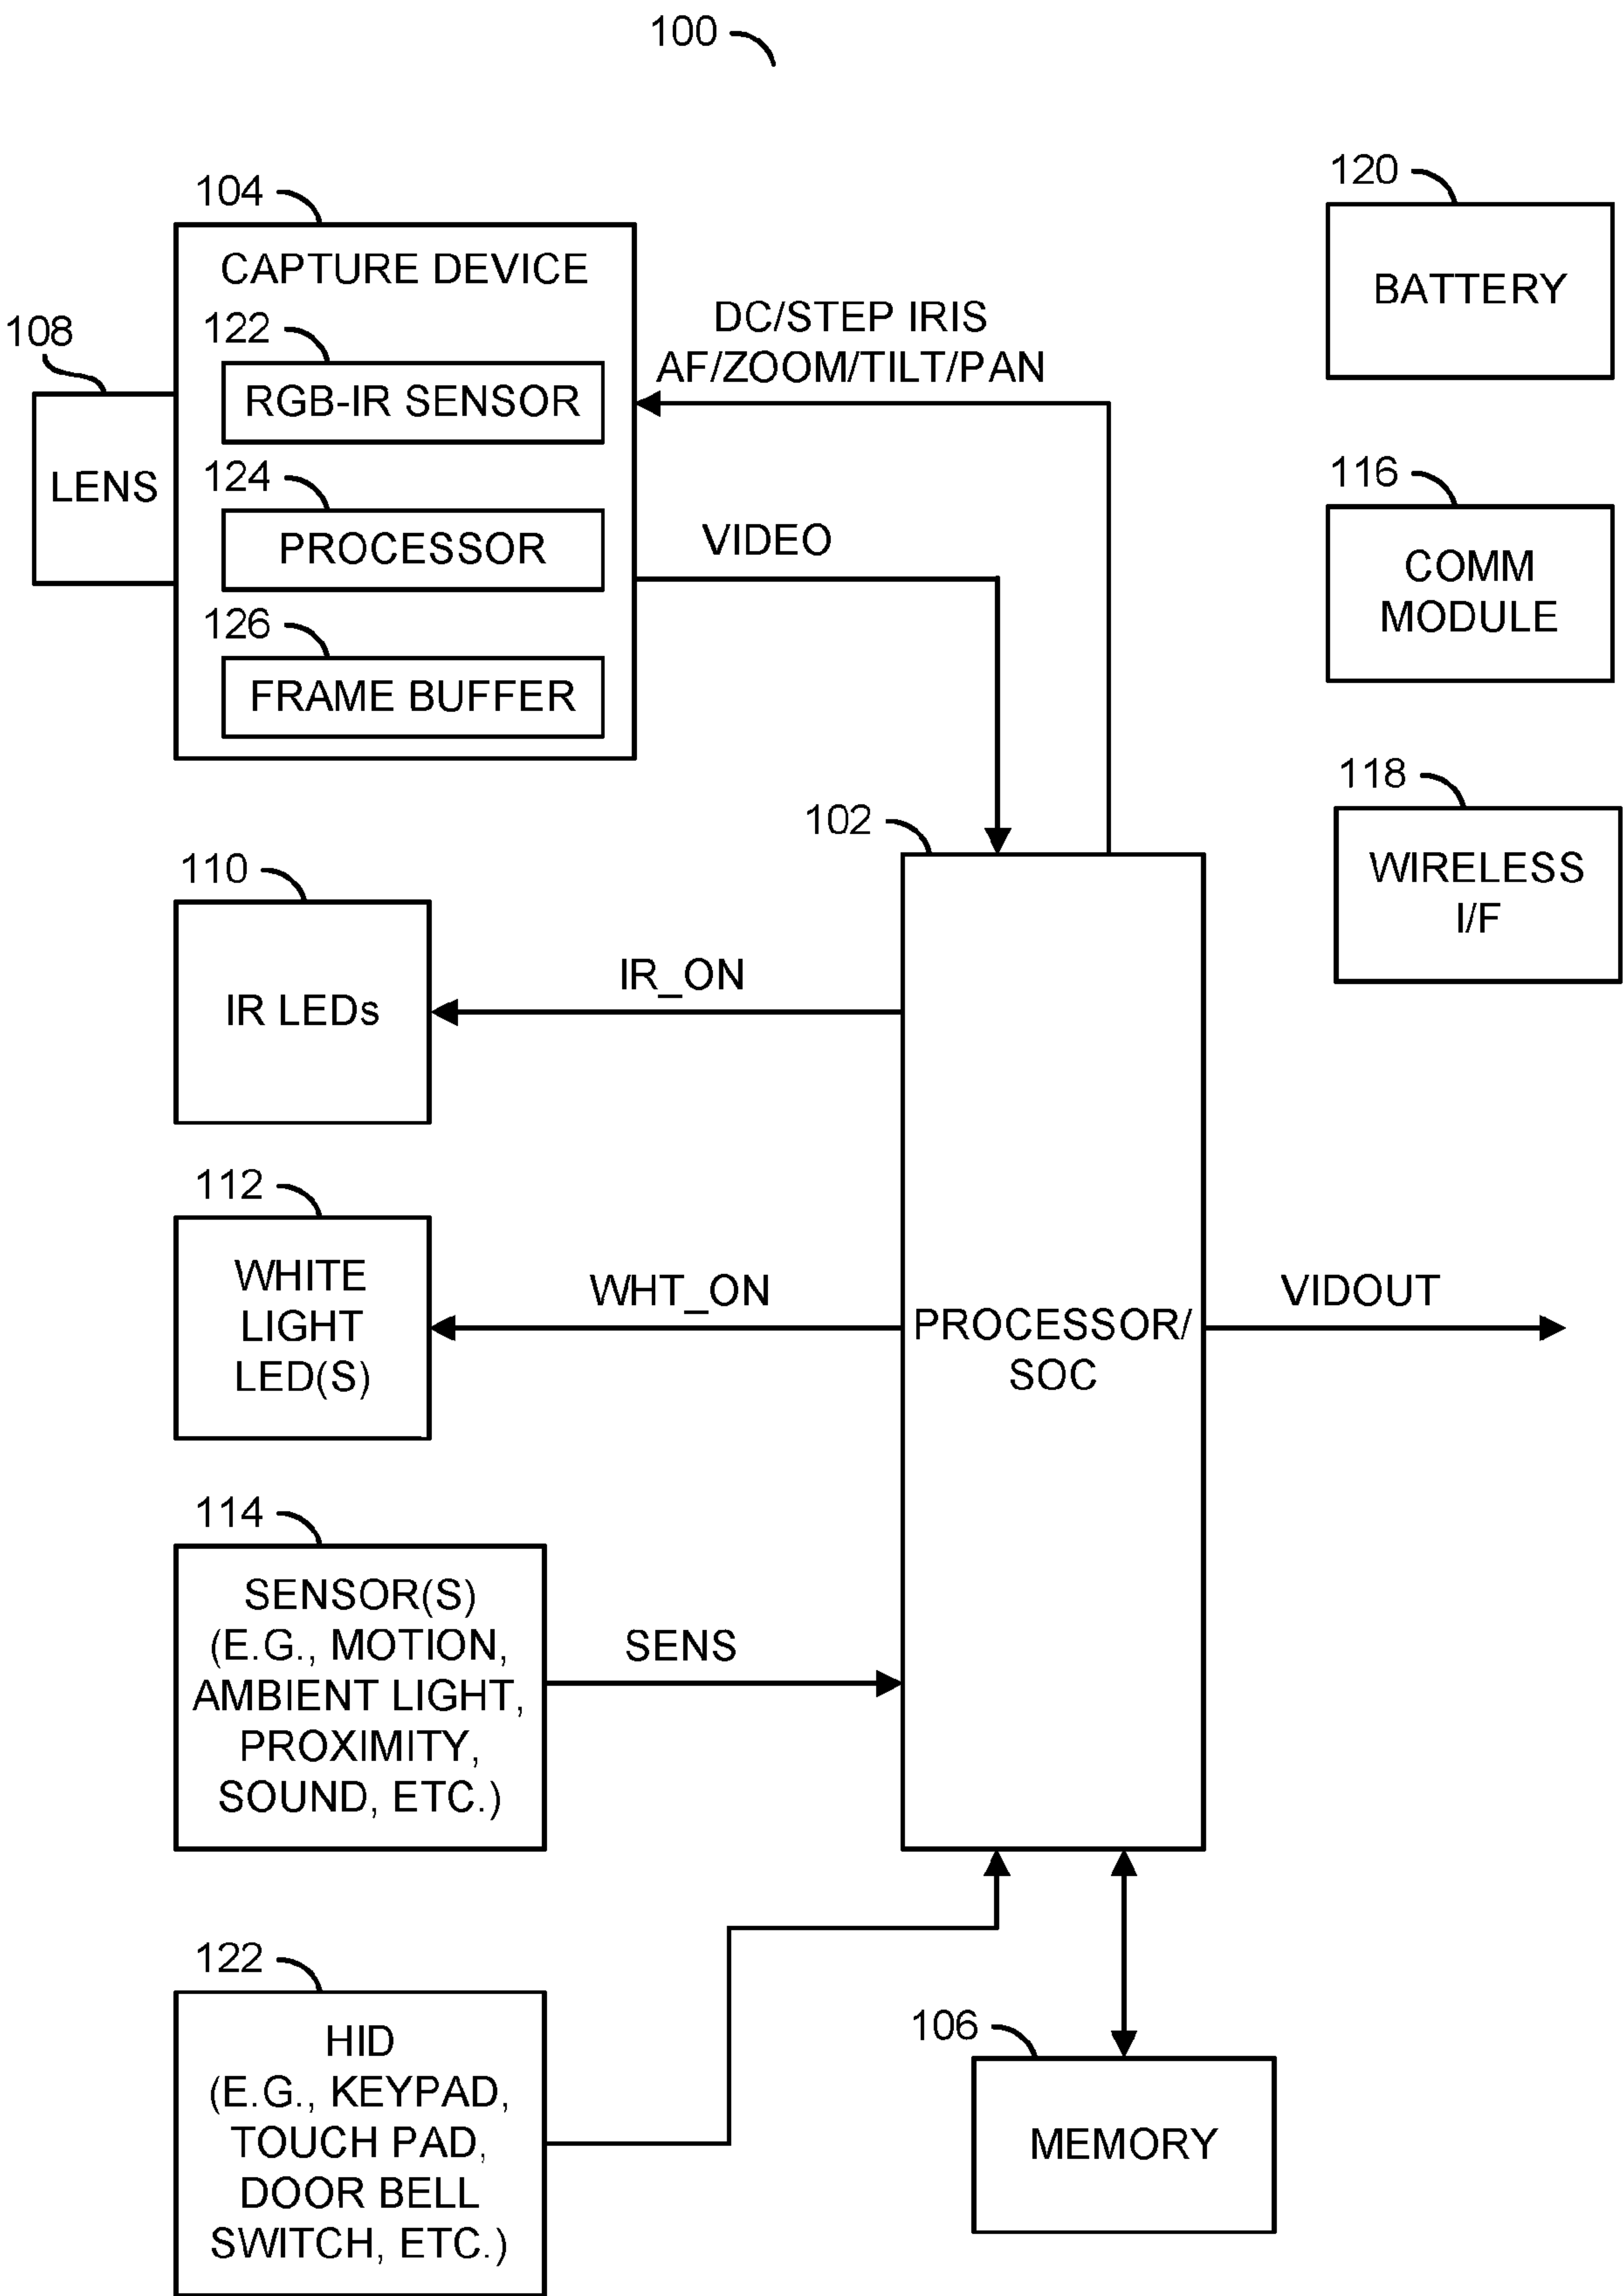 100
104
CAPTURE DEVICE
122
RGB-IR SENSOR
124
PROCESSOR
126
FRAME BUFFER
108
LENS
DC/STEP IRIS
AF/ZOOM/TILT/PAN
VIDEO
120
BATTERY
116
COMM
MODULE
118
WIRELESS
I/F
102
PROCESSOR/
SOC
110
IR LEDs
IR_ON
112
WHITE
LIGHT
LED(S)
WHT_ON
VIDOUT
114
SENSOR(S)
(E.G., MOTION,
AMBIENT LIGHT,
PROXIMITY,
SOUND, ETC.)
SENS
122
HID
(E.G., KEYPAD,
TOUCH PAD,
DOOR BELL
SWITCH, ETC.)
106
MEMORY